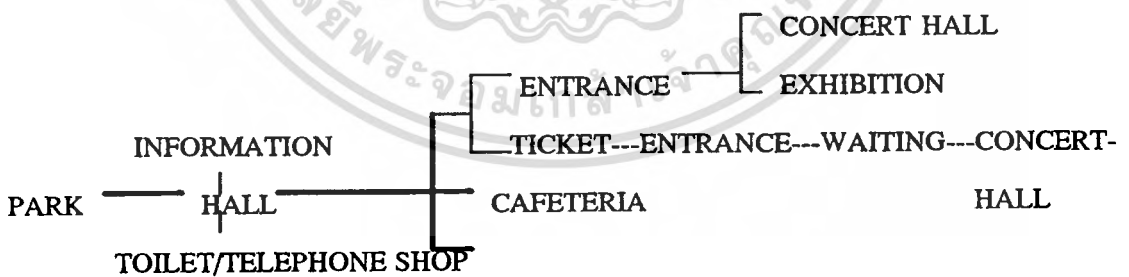 CONCERT HALL
ENTRANCE EXHIBITION
INFORMATION TICKET---ENTRANCE---WAITING---CONCERT-
PARK HALL CAFETERIA HALL
TOILET/TELEPHONE SHOP